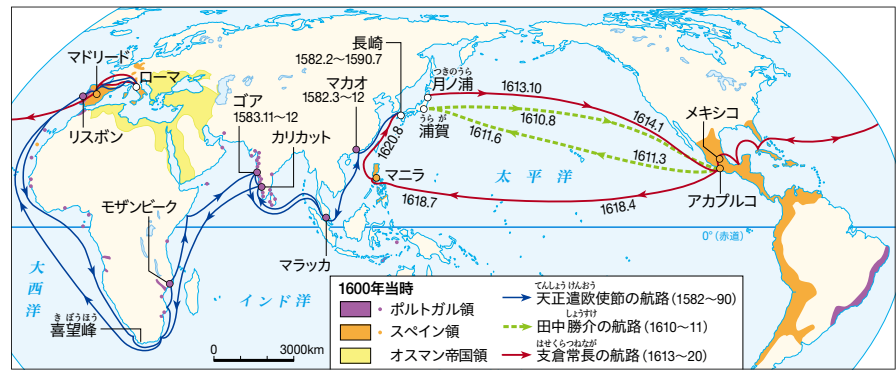 長崎
1582.2～1590.7
マドリード
ローマ
マカオ
1582.3～12
つきのうら
月ノ浦
1613.10
ゴア
1583.11～12
カリカット
リスボン
1620.8
うらが
浦賀
1610.8
1614.1
メキシコ
1611.6
1611.3
マニラ
太平洋
アカプルコ
モザンビーク
1618.7
1618.4
0°(赤道)
マラッカ
大西洋
インド洋
きぼうほう
喜望峰
0 3000km
1600年当時
ポルトガル領
スペイン領
オスマン帝国領
てんしょうけんおう
天正遣欧使節の航路(1582～90)
しょうすけ
田中勝介の航路(1610～11)
はせくらつねなが
支倉常長の航路(1613～20)